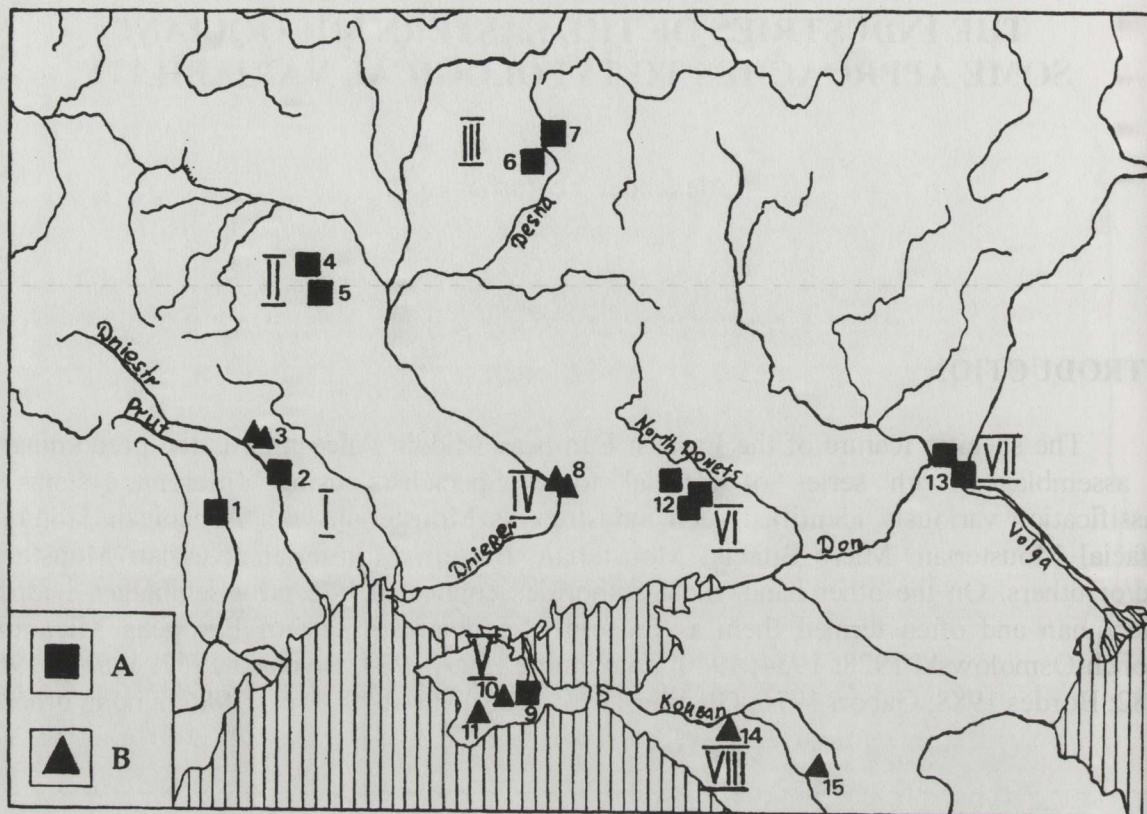 III
7
6
Desna
4
II
5
Dniestr
Prut
3
North Donets
2
8
VII
13
I
1
IV
12
VI
Dnieper
Don
Volga
A
V
10
9
11
B
Kouban
14
VIII
15